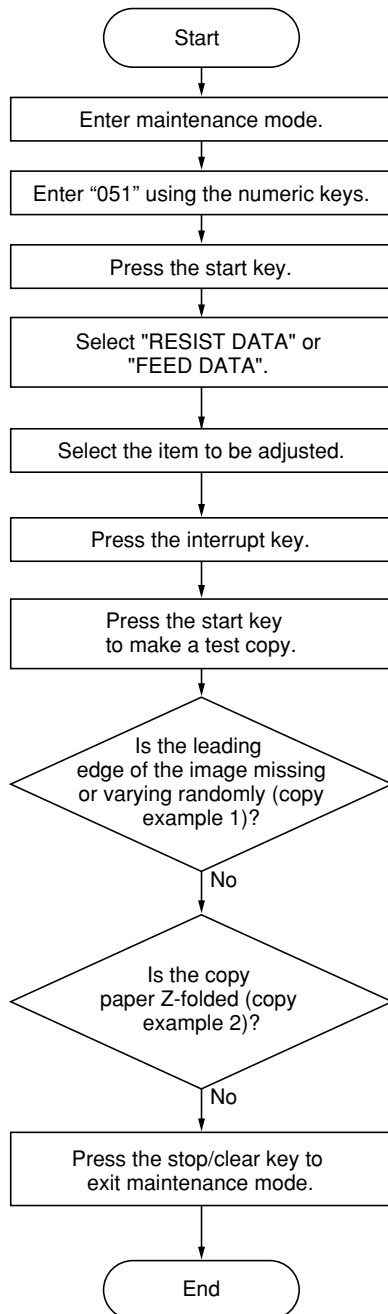 Start
Enter maintenance mode.
Enter “051” using the numeric keys.
Press the start key.
Select "RESIST DATA" or
"FEED DATA".
Select the item to be adjusted.
Press the interrupt key.
Press the start key
to make a test copy.
Is the leading
edge of the image missing
or varying randomly (copy
example 1)?
No
Is the copy
paper Z-folded (copy
example 2)?
No
Press the stop/clear key to
exit maintenance mode.
End